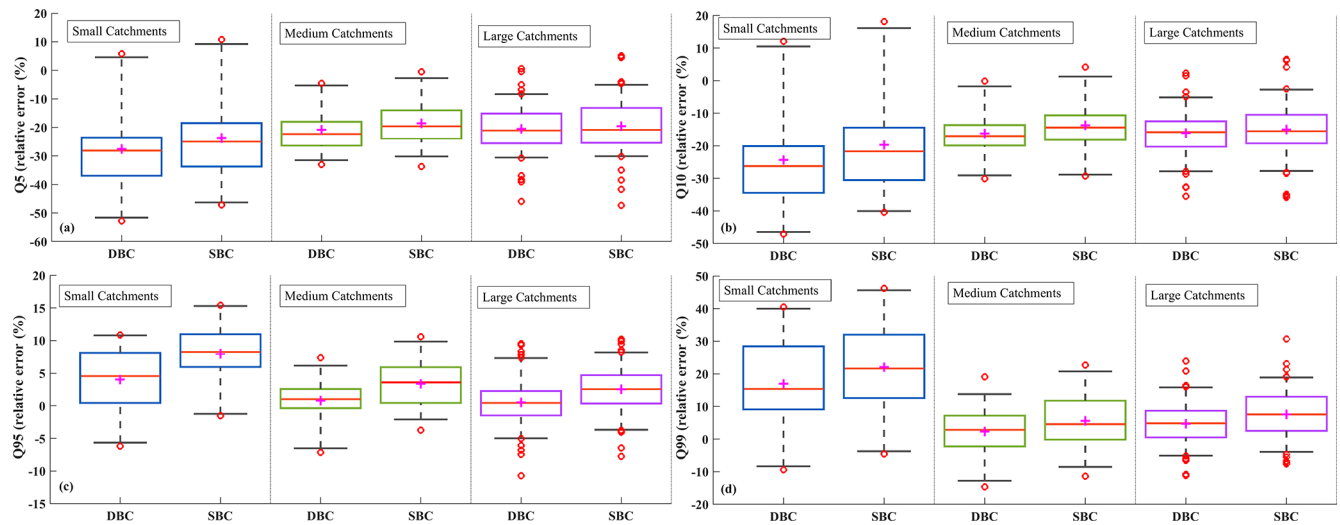 Small Catchments
Medium Catchments
Large Catchments
Q5 (relative error (%)
20
10
0
-10
-20
-30
-40
-50
-60
(a)
DBC
SBC
DBC
SBC
DBC
SBC
Small Catchments
Medium Catchments
Large Catchments
Q10 (relative error (%)
20
10
0
-10
-20
-30
-40
-50
(b)
DBC
SBC
DBC
SBC
DBC
SBC
Small Catchments
Medium Catchments
Large Catchments
Q95 (relative error (%)
20
15
10
5
0
-5
-10
-15
(c)
DBC
SBC
DBC
SBC
DBC
SBC
Small Catchments
Medium Catchments
Large Catchments
Q99 (relative error (%)
50
40
30
20
10
0
-10
-20
(d)
DBC
SBC
DBC
SBC
DBC
SBC